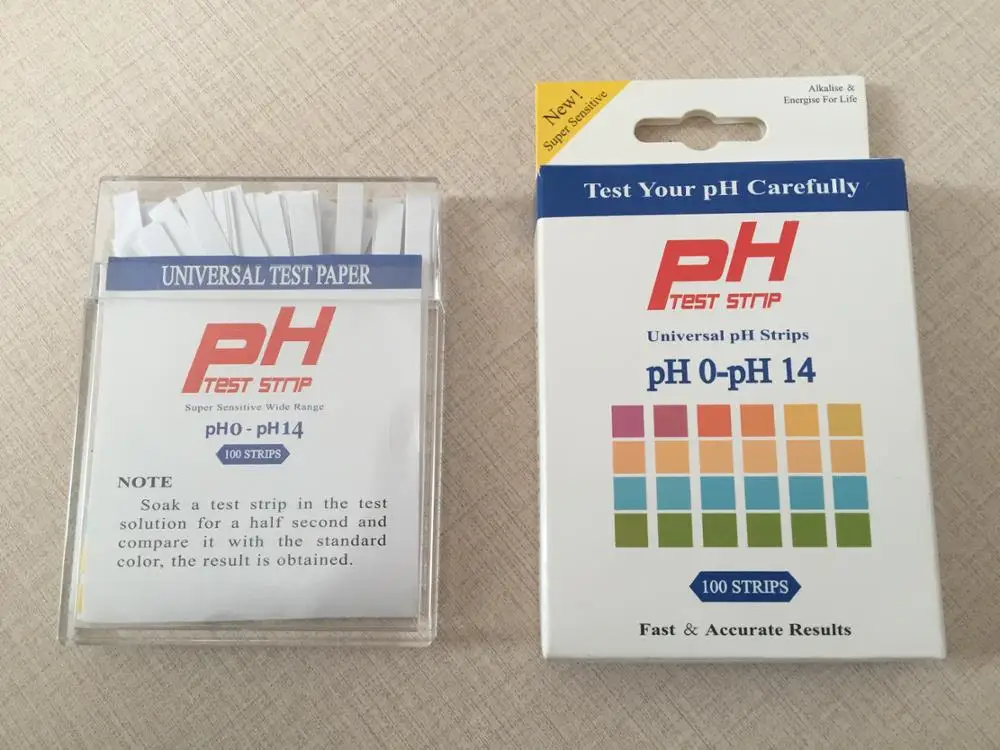 UNIVERSAL TEST PAPER
pH
TEST STRIP
Super Sensitive Wide Range
pH0 - pH14
100 STRIPS
NOTE
Soak a test strip in the test
solution for a half second and
compare it with the standard
color, the result is obtained.
New!
Super Sensitive
Alkalise &
Energise For Life
Test Your pH Carefully
pH
TEST STRIP
Universal pH Strips
pH 0-pH 14
100 STRIPS
Fast & Accurate Results